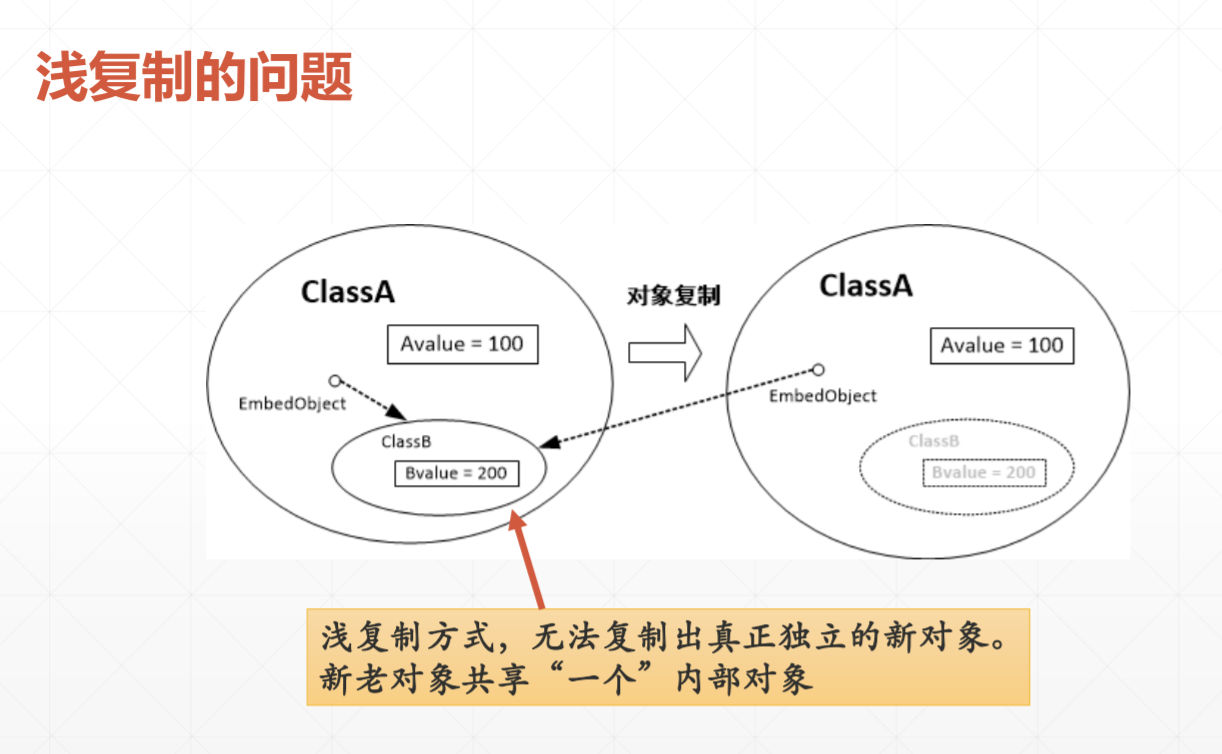 浅复制的问题
ClassA
Avalue = 100
EmbedObject
ClassB
Bvalue = 200
对象复制
ClassA
Avalue = 100
EmbedObject
ClassB
Bvalue = 200
浅复制方式，无法复制出真正独立的新对象。
新老对象共享“一个”内部对象